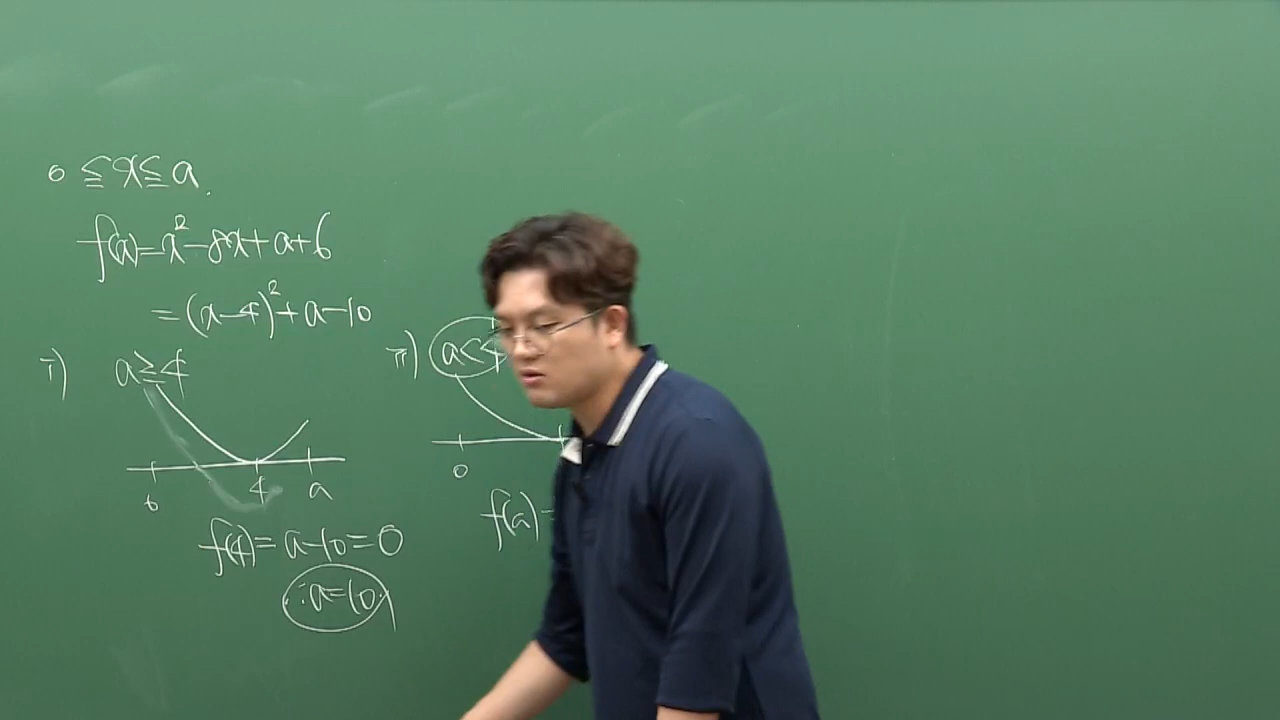 0 ≦ x ≦ a.
f(x)=x²-8x+a+6
=(x-4)²+a-10
i) a≧4
0 4 a
f(4)=a-10=0
∴a=10.
ii) a<4
0
f(a)=